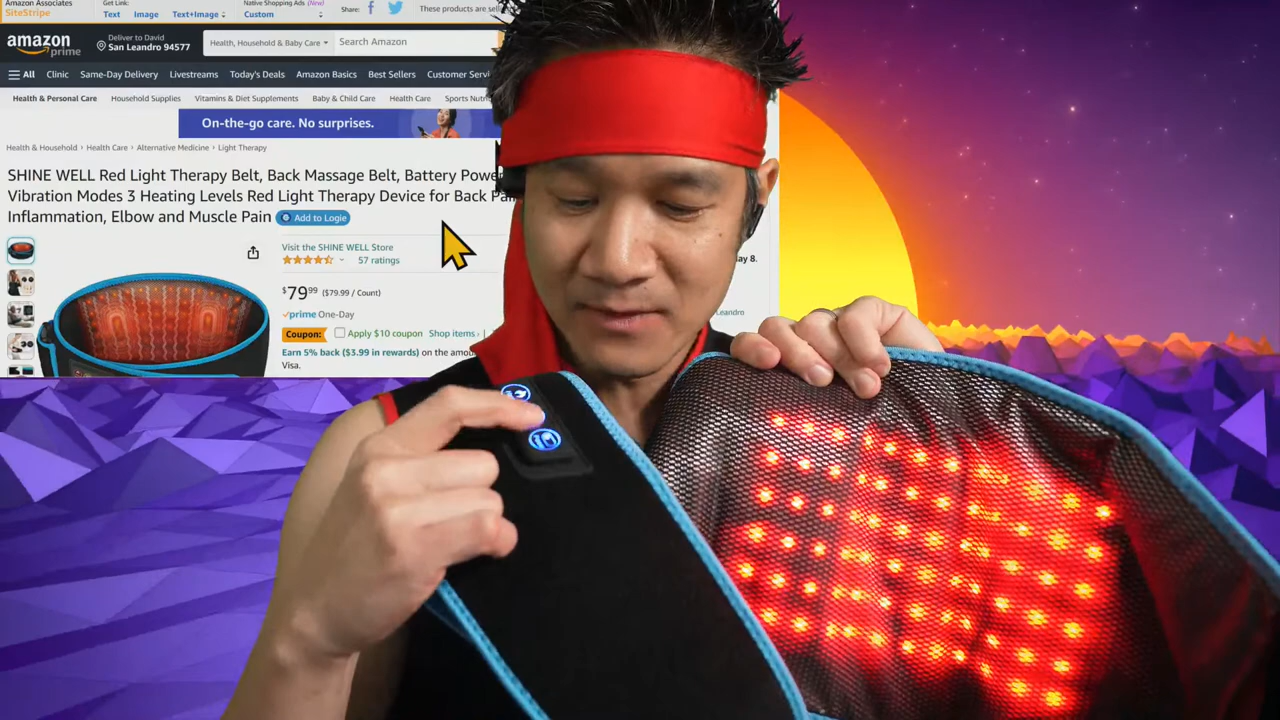 Amazon Associates
SiteStripe
Get Link:
Text Image Text+Image
Native Shopping Ads (New)
Custom
Share:
These products are
amazon
prime
Deliver to David
San Leandro 94577
Health, Household & Baby Care
Search Amazon
All Clinic Same-Day Delivery Livestreams Today's Deals Amazon Basics Best Sellers Customer
Health & Personal Care Household Supplies Vitamins & Diet Supplements Baby & Child Care Health Care Sports
On-the-go care. No surprises.
Health & Household › Health Care › Alternative Medicine › Light Therapy
SHINE WELL Red Light Therapy Belt, Back Massage Belt, Battery
Vibration Modes 3 Heating Levels Red Light Therapy Device for Back
Inflammation, Elbow and Muscle Pain Add to Logie
Visit the SHINE WELL Store
57 ratings
$79.99 ($79.99 / Count)
prime One-Day
Coupon: Apply $10 coupon Shop items › |
Earn 5% back ($3.99 in rewards) on the
Visa.
8.
Leandro